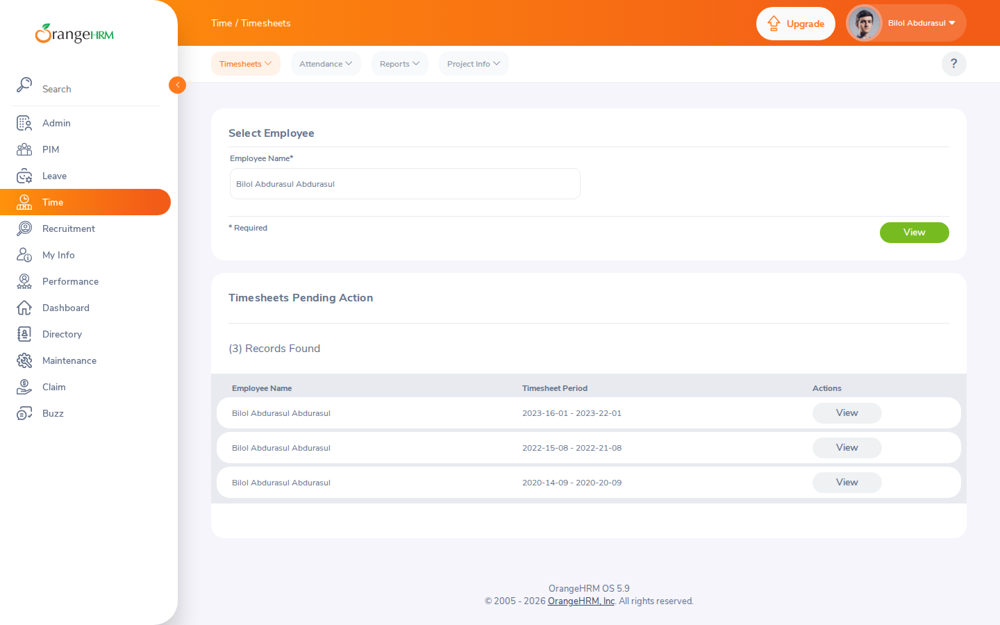 OrangeHRM
Time / Timesheets
Upgrade
Bilol Abdurasul
Timesheets
Attendance
Reports
Project Info
?
Search
Admin
PIM
Leave
Time
Recruitment
My Info
Performance
Dashboard
Directory
Maintenance
Claim
Buzz
Select Employee
Employee Name*
Bilol Abdurasul Abdurasul
* Required
View
Timesheets Pending Action
(3) Records Found
Employee Name Timesheet Period Actions
Bilol Abdurasul Abdurasul 2023-16-01 - 2023-22-01 View
Bilol Abdurasul Abdurasul 2022-15-08 - 2022-21-08 View
Bilol Abdurasul Abdurasul 2020-14-09 - 2020-20-09 View
OrangeHRM OS 5.9
© 2005 - 2026 OrangeHRM, Inc. All rights reserved.